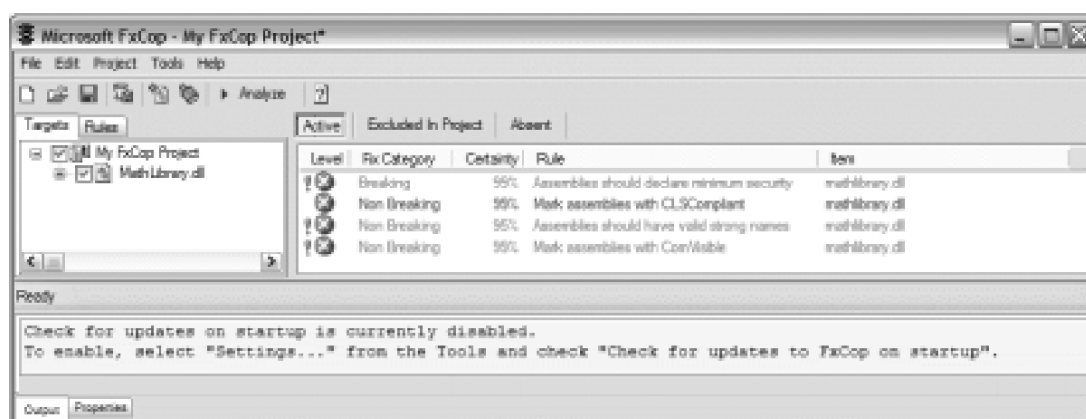 Microsoft FxCop - My FxCop Project*
File Edit Project Tools Help
Analyze
Targets Rules
My FxCop Project
MathLibrary.dll
Active Excluded In Project Absent
Level Fix Category Certainty Rule Item
Breaking 99% Assemblies should declare minimum security mathlibrary.dll
Non Breaking 99% Mark assemblies with CLSCompliant mathlibrary.dll
Non Breaking 95% Assemblies should have valid strong names mathlibrary.dll
Non Breaking 99% Mark assemblies with ComVisible mathlibrary.dll
Ready
Check for updates on startup is currently disabled.
To enable, select "Settings..." from the Tools and check "Check for updates to FxCop on startup".
Output Properties